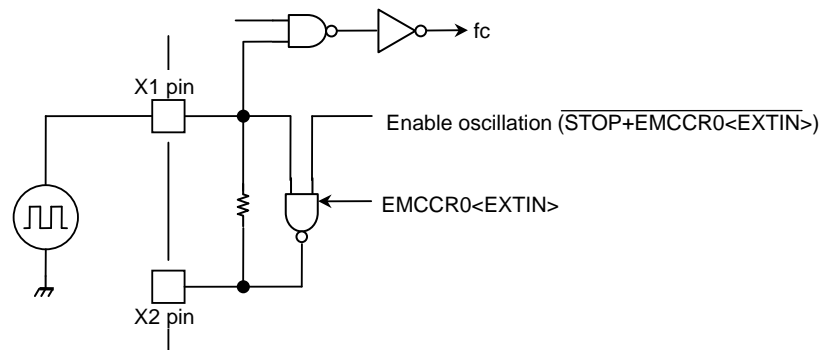 fc
X1 pin
Enable oscillation (STOP+EMCCR0<EXTIN>)
EMCCR0<EXTIN>
X2 pin